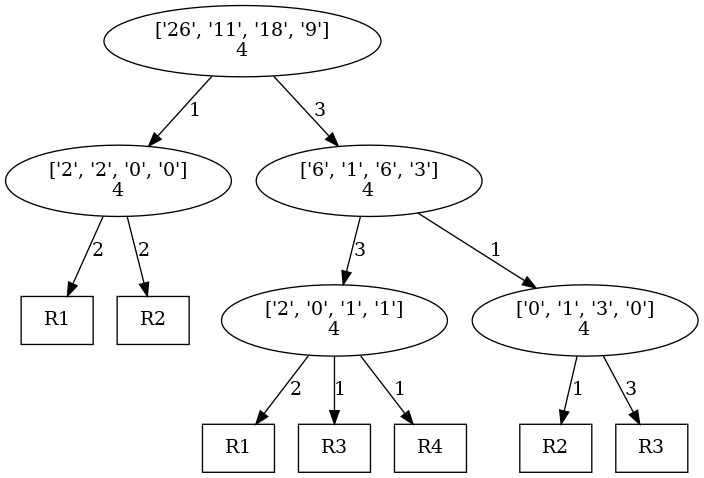 ['26', '11', '18', '9']
4
1
3
['2', '2', '0', '0']
4
['6', '1', '6', '3']
4
2
2
3
1
R1
R2
['2', '0', '1', '1']
4
['0', '1', '3', '0']
4
2
1
1
1
3
R1
R3
R4
R2
R3